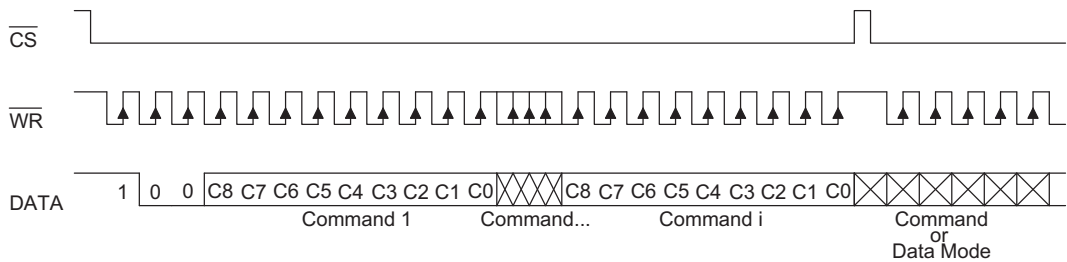 CS
WR
DATA 1 0 0 C8 C7 C6 C5 C4 C3 C2 C1 C0 C8 C7 C6 C5 C4 C3 C2 C1 C0
Command 1 Command... Command i Command
or
Data Mode